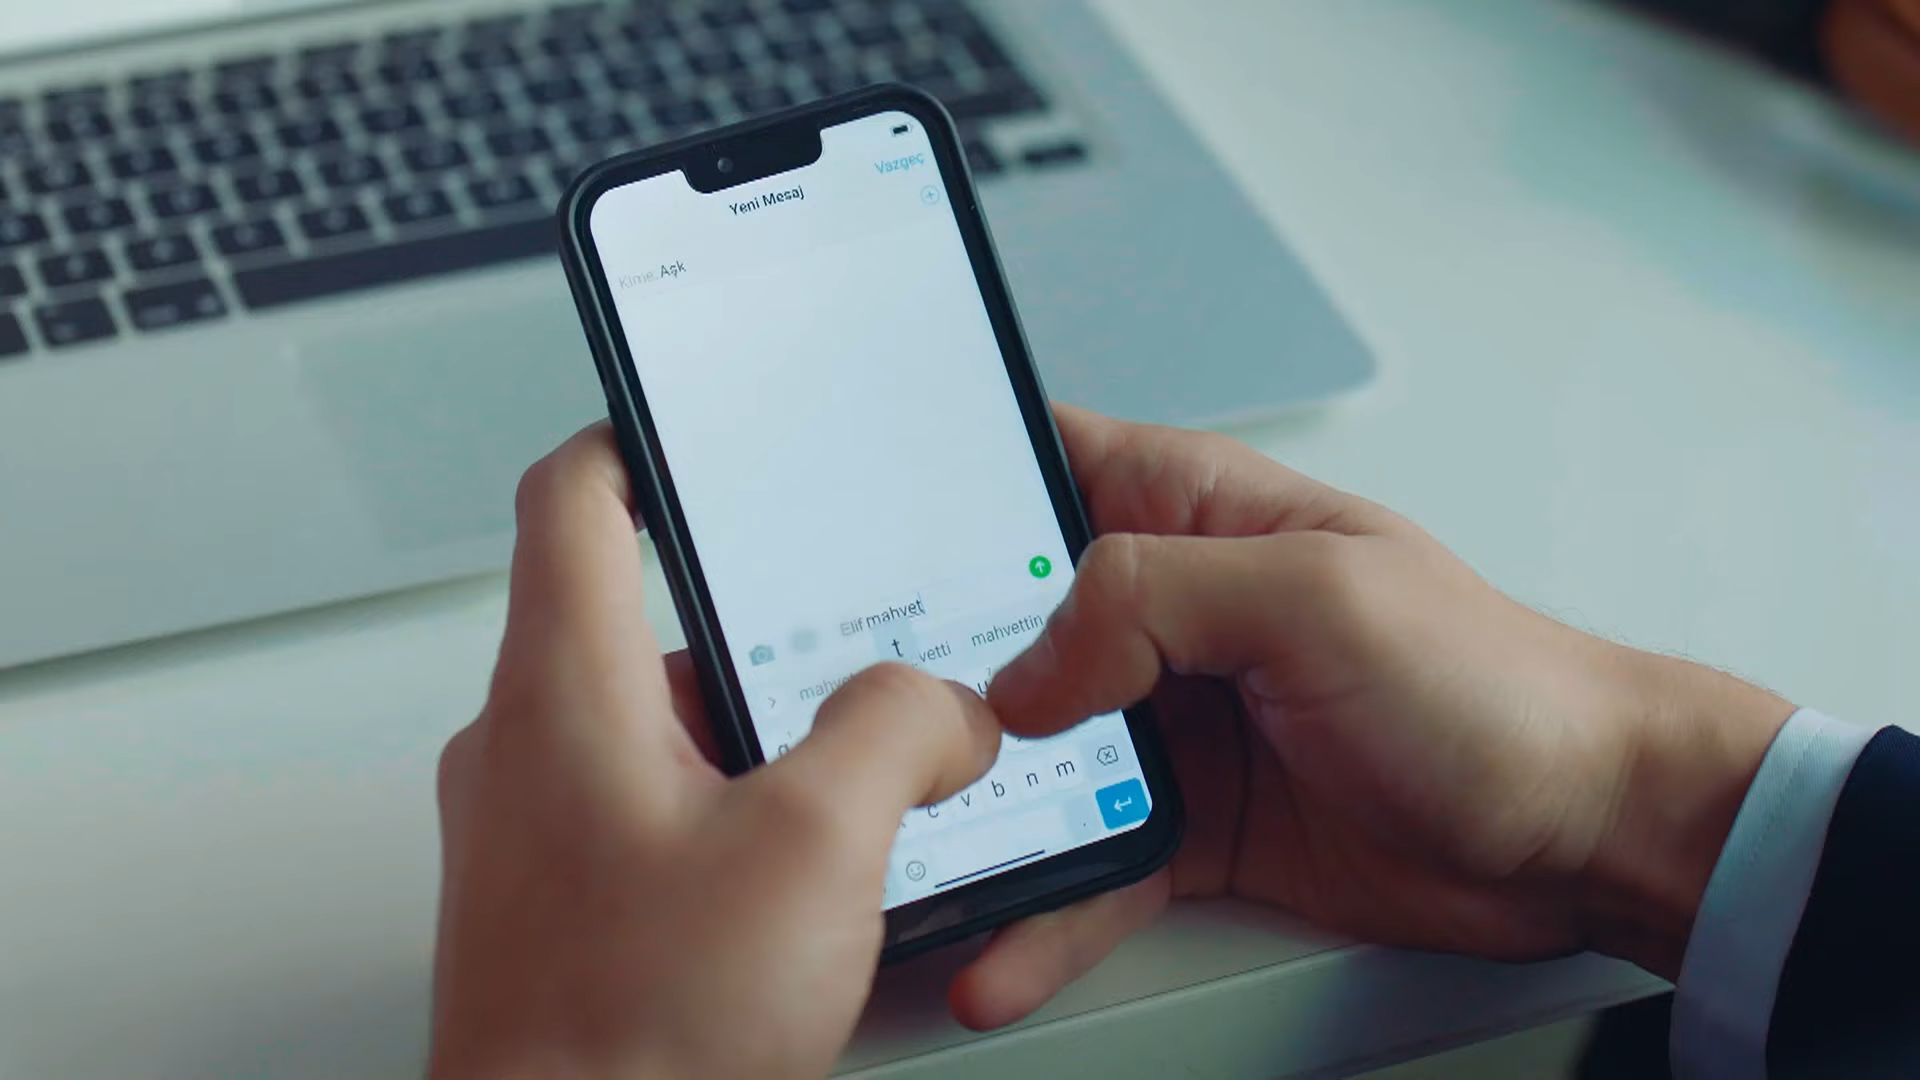 Vazgeç
Yeni Mesaj
Kime: Aşk
Elif mahvet
t
vetti mahvettin
c v b n m